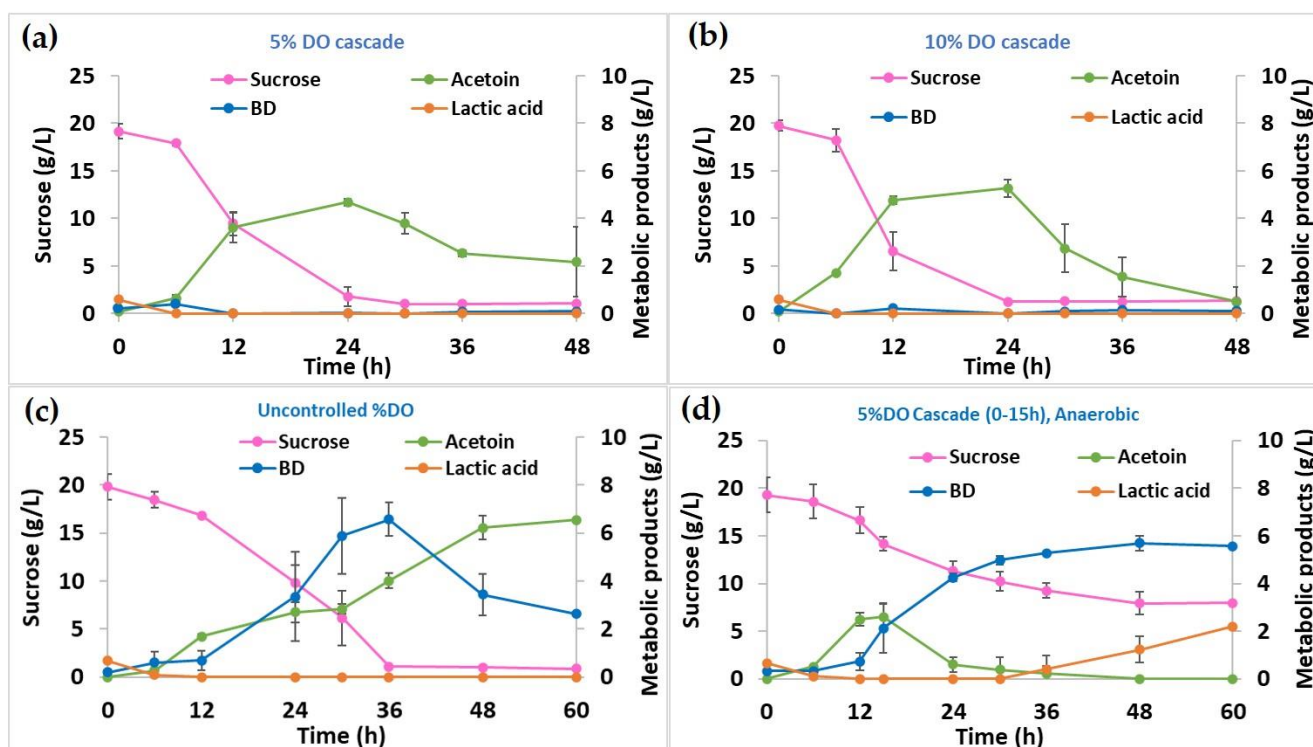 (a)
5% DO cascade
Sucrose
Acetoin
BD
Lactic acid
Sucrose (g/L)
25
20
15
10
5
0
Metabolic products (g/L)
10
8
6
4
2
0
0 12 24 36 48
Time (h)
(b)
10% DO cascade
Sucrose
Acetoin
BD
Lactic acid
Sucrose (g/L)
25
20
15
10
5
0
Metabolic products (g/L)
10
8
6
4
2
0
0 12 24 36 48
Time (h)
(c)
Uncontrolled %DO
Sucrose
Acetoin
BD
Lactic acid
Sucrose (g/L)
25
20
15
10
5
0
Metabolic products (g/L)
10
8
6
4
2
0
0 12 24 36 48 60
Time (h)
(d)
5%DO Cascade (0-15h), Anaerobic
Sucrose
Acetoin
BD
Lactic acid
Sucrose (g/L)
25
20
15
10
5
0
Metabolic products (g/L)
10
8
6
4
2
0
0 12 24 36 48 60
Time (h)